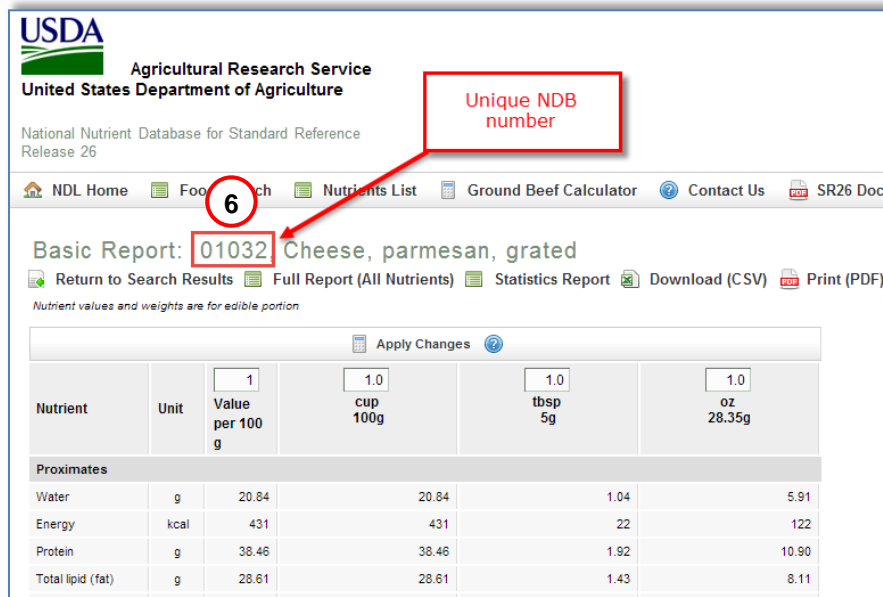 USDA
Agricultural Research Service
United States Department of Agriculture
Unique NDB
number
National Nutrient Database for Standard Reference
Release 26
NDL Home Nutrients List Ground Beef Calculator Contact Us SR26 Doc
6
Basic Report: 01032, Cheese, parmesan, grated
Return to Search Results Full Report (All Nutrients) Statistics Report Download (CSV) Print (PDF)
Nutrient values and weights are for edible portion
Apply Changes
1 1.0 1.0 1.0
Nutrient Unit Value cup tbsp oz
per 100 100g 5g 28.35g
g
Proximates
Water g 20.84 20.84 1.04 5.91
Energy kcal 431 431 22 122
Protein g 38.46 38.46 1.92 10.90
Total lipid (fat) g 28.61 28.61 1.43 8.11